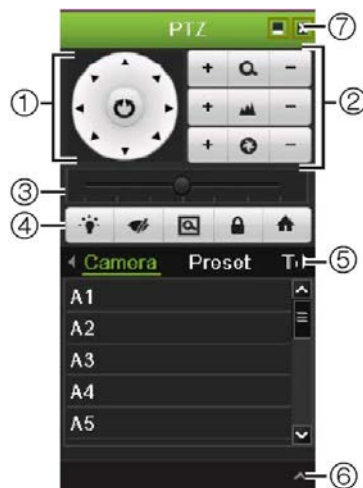 PTZ
⑦
①
②
+ −
+ −
+ −
③
④
Camora Prosot T
⑤
A1
A2
A3
A4
A5
⑥